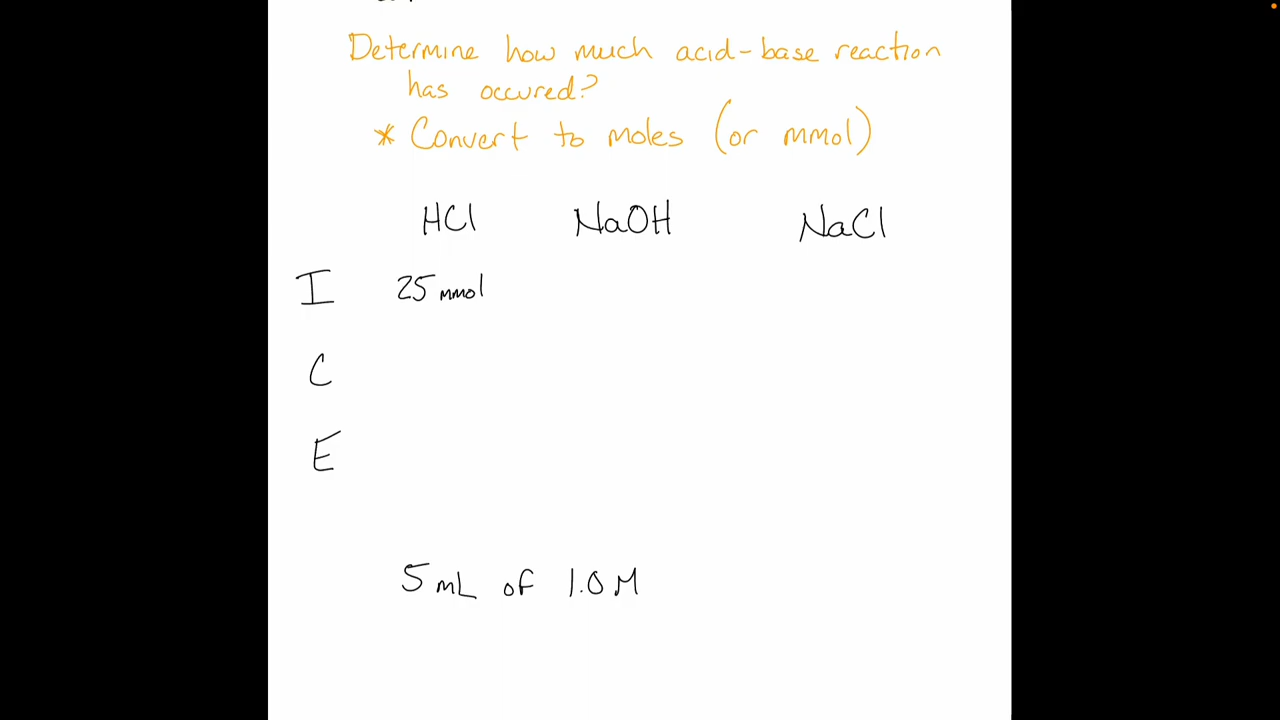 Determine how much acid-base reaction
has occured?
* Convert to moles (or mmol)
HCl NaOH NaCl
I 25 mmol
C
E
5 mL of 1.0 M